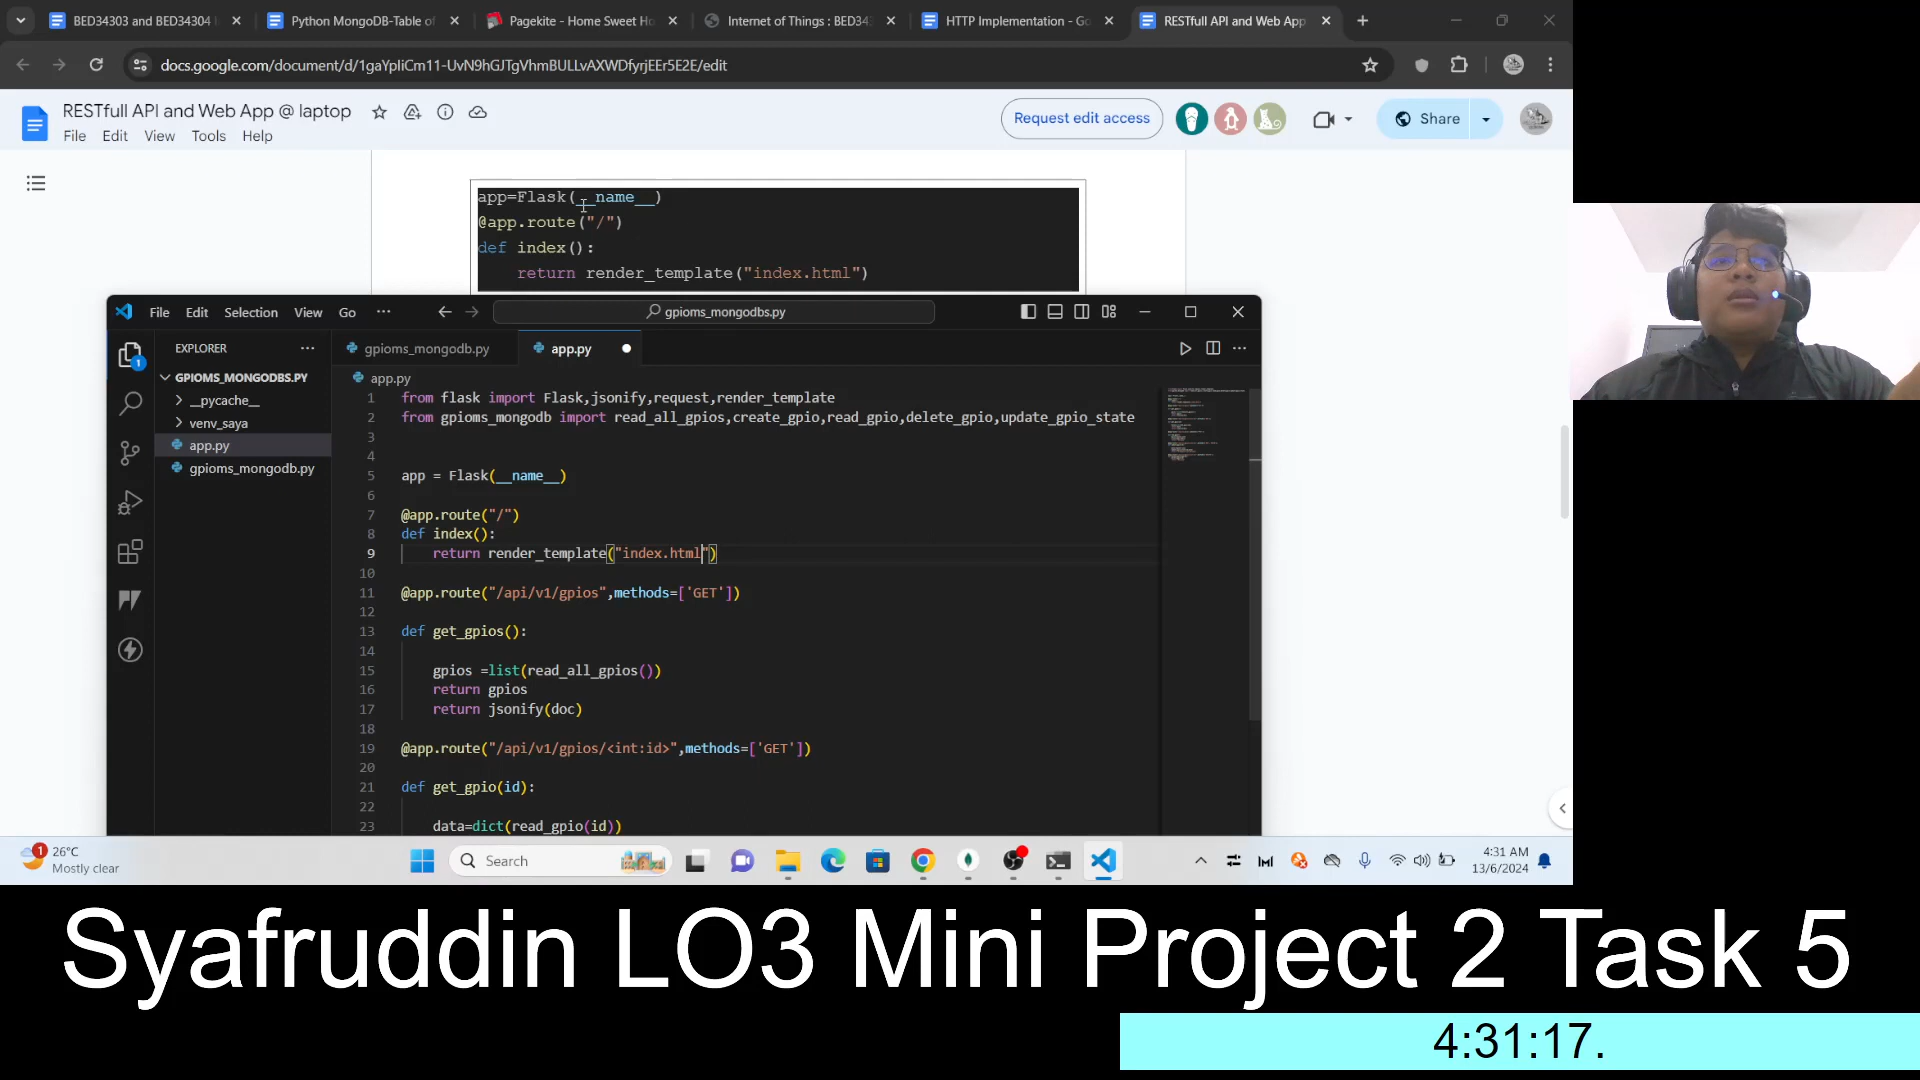 BED34303 and BED34304 I
Python MongoDB-Table of
Pagekite - Home Sweet Ho
Internet of Things : BED343
HTTP Implementation - Go
RESTfull API and Web App
docs.google.com/document/d/1gaYpIiCm11-UvN9hGJTgVhmBULLvAXWDfyrjEEr5E2E/edit
RESTfull API and Web App @ laptop
Request edit access
Share
File Edit View Tools Help
app=Flask(__name__)
@app.route("/")
def index():
return render_template("index.html")
File Edit Selection View Go ···
gpioms_mongodbs.py
EXPLORER
gpioms_mongodb.py
app.py
GPIOMS_MONGODBS.PY
__pycache__
venv_saya
app.py
gpioms_mongodb.py
1
app.py
1 from flask import Flask,jsonify,request,render_template
2 from gpioms_mongodb import read_all_gpios,create_gpio,read_gpio,delete_gpio,update_gpio_state
3
4
5 app = Flask(__name__)
6
7 @app.route("/")
8 def index():
9 return render_template("index.html")
10
11 @app.route("/api/v1/gpios",methods=['GET'])
12
13 def get_gpios():
14
15 gpios =list(read_all_gpios())
16 return gpios
17 return jsonify(doc)
18
19 @app.route("/api/v1/gpios/<int:id>",methods=['GET'])
20
21 def get_gpio(id):
22
23 data=dict(read_gpio(id))
1
26°C
Mostly clear
Search
4:31 AM
13/6/2024
Syafruddin LO3 Mini Project 2 Task 5
4:31:17.